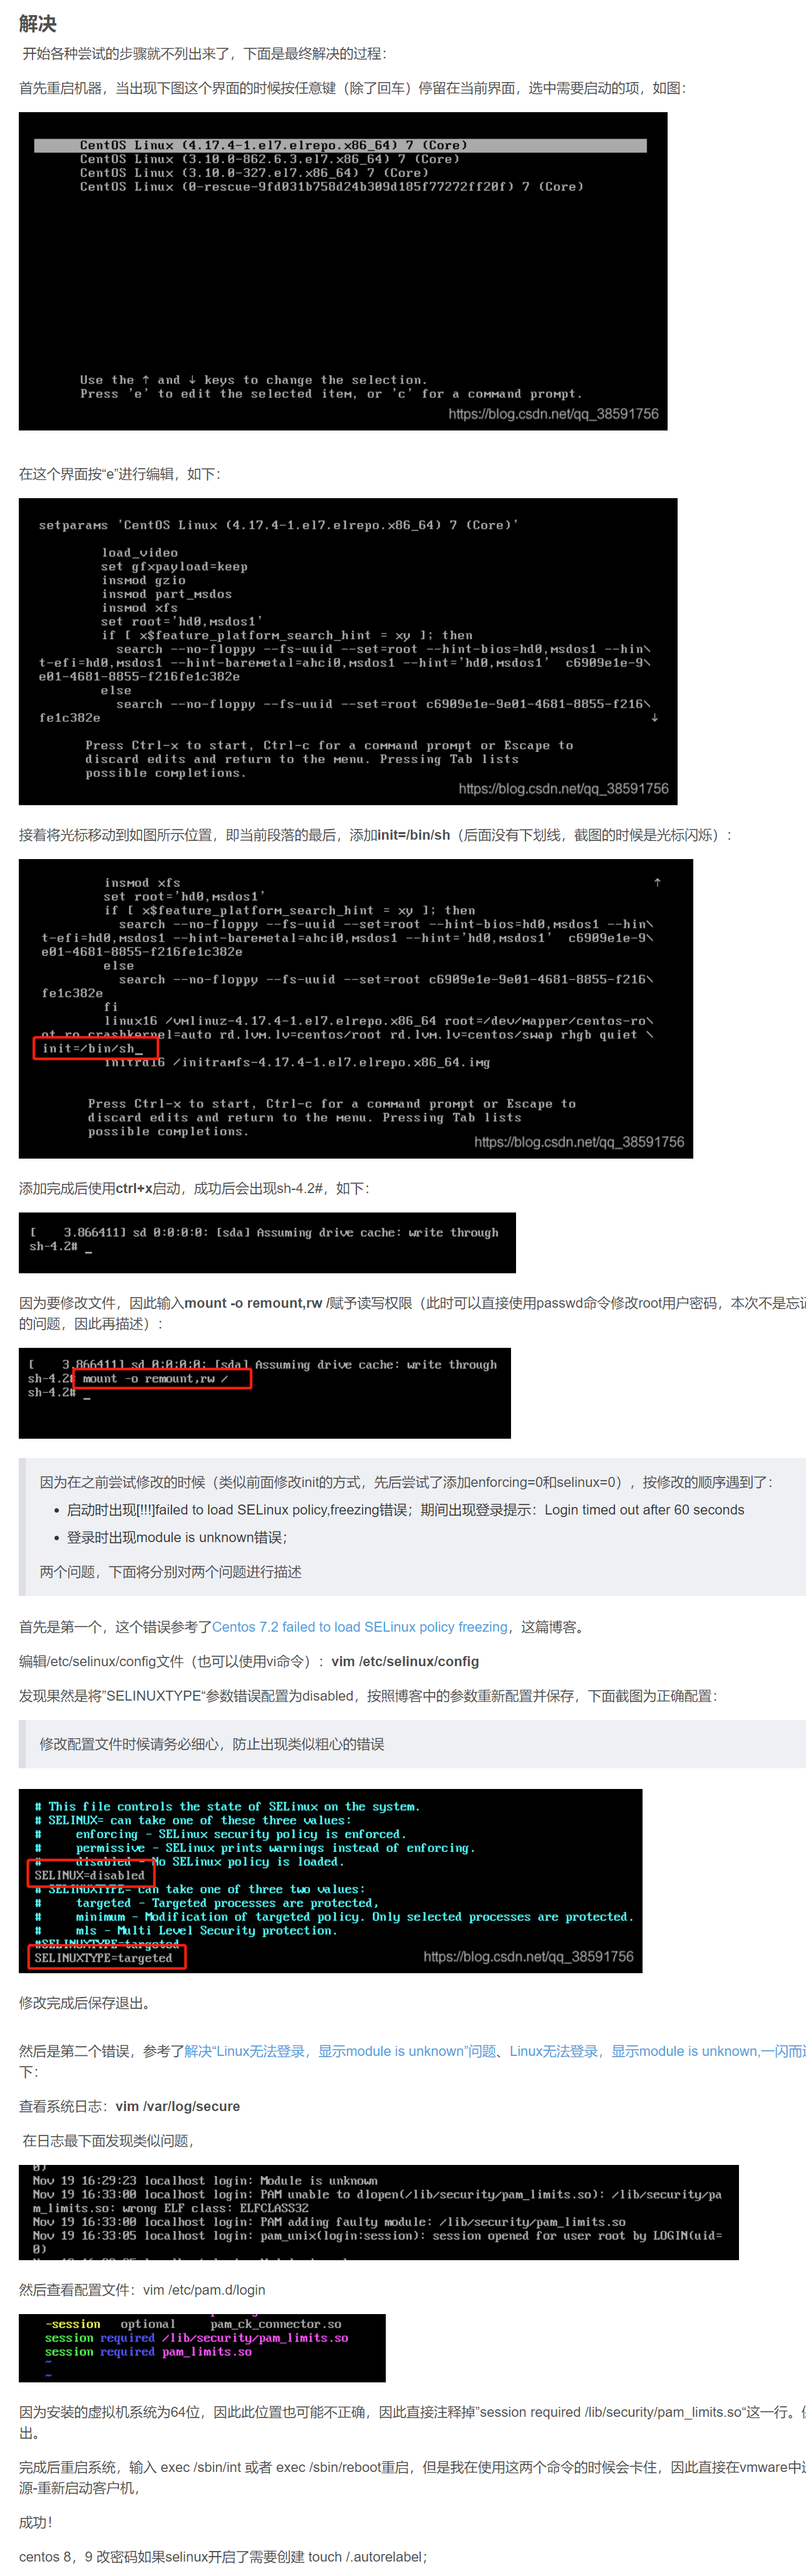 解决
开始各种尝试的步骤就不列出来了，下面是最终解决的过程：
首先重启机器，当出现下图这个界面的时候按任意键（除了回车）停留在当前界面，选中需要启动的项，如图：
CentOS Linux (4.17.4-1.el7.elrepo.x86_64) 7 (Core)
CentOS Linux (3.10.0-862.6.3.el7.x86_64) 7 (Core)
CentOS Linux (3.10.0-327.el7.x86_64) 7 (Core)
CentOS Linux (0-rescue-9fd031b758d24b309d185f77272ff20f) 7 (Core)
Use the ↑ and ↓ keys to change the selection.
Press 'e' to edit the selected item, or 'c' for a command prompt.
https://blog.csdn.net/qq_38591756
在这个界面按“e”进行编辑，如下：
setparams 'CentOS Linux (4.17.4-1.el7.elrepo.x86_64) 7 (Core)'
load_video
set gfxpayload=keep
insmod gzio
insmod part_msdos
insmod xfs
set root='hd0,msdos1'
if [ x$feature_platform_search_hint = xy ]; then
search --no-floppy --fs-uuid --set=root --hint-bios=hd0,msdos1 --hin\
t-efi=hd0,msdos1 --hint-baremetal=ahci0,msdos1 --hint='hd0,msdos1'  c6909e1e-9\
e01-4681-8855-f216fe1c382e
else
search --no-floppy --fs-uuid --set=root c6909e1e-9e01-4681-8855-f216\
fe1c382e ↓
Press Ctrl-x to start, Ctrl-c for a command prompt or Escape to
discard edits and return to the menu. Pressing Tab lists
possible completions.
https://blog.csdn.net/qq_38591756
接着将光标移动到如图所示位置，即当前段落的最后，添加init=/bin/sh（后面没有下划线，截图的时候是光标闪烁）：
insmod xfs ↑
set root='hd0,msdos1'
if [ x$feature_platform_search_hint = xy ]; then
search --no-floppy --fs-uuid --set=root --hint-bios=hd0,msdos1 --hin\
t-efi=hd0,msdos1 --hint-baremetal=ahci0,msdos1 --hint='hd0,msdos1'  c6909e1e-9\
e01-4681-8855-f216fe1c382e
else
search --no-floppy --fs-uuid --set=root c6909e1e-9e01-4681-8855-f216\
fe1c382e
fi
linux16 /vmlinuz-4.17.4-1.el7.elrepo.x86_64 root=/dev/mapper/centos-ro\
ot ro crashkernel=auto rd.lvm.lv=centos/root rd.lvm.lv=centos/swap rhgb quiet \
init=/bin/sh_
initrd16 /initramfs-4.17.4-1.el7.elrepo.x86_64.img
Press Ctrl-x to start, Ctrl-c for a command prompt or Escape to
discard edits and return to the menu. Pressing Tab lists
possible completions.
https://blog.csdn.net/qq_38591756
添加完成后使用ctrl+x启动，成功后会出现sh-4.2#，如下：
[    3.866411] sd 0:0:0:0: [sda] Assuming drive cache: write through
sh-4.2# _
因为要修改文件，因此输入mount -o remount,rw /赋予读写权限（此时可以直接使用passwd命令修改root用户密码，本次不是忘记
的问题，因此再描述）：
[    3.866411] sd 0:0:0:0: [sda] Assuming drive cache: write through
sh-4.2# mount -o remount,rw /
sh-4.2# _
因为在之前尝试修改的时候（类似前面修改init的方式，先后尝试了添加enforcing=0和selinux=0），按修改的顺序遇到了：
• 启动时出现[!!!]failed to load SELinux policy,freezing错误；期间出现登录提示：Login timed out after 60 seconds
• 登录时出现module is unknown错误；
两个问题，下面将分别对两个问题进行描述
首先是第一个，这个错误参考了Centos 7.2 failed to load SELinux policy freezing，这篇博客。
编辑/etc/selinux/config文件（也可以使用vi命令）：vim /etc/selinux/config
发现果然是将”SELINUXTYPE“参数错误配置为disabled，按照博客中的参数重新配置并保存，下面截图为正确配置：
修改配置文件时候请务必细心，防止出现类似粗心的错误
# This file controls the state of SELinux on the system.
# SELINUX= can take one of these three values:
#     enforcing - SELinux security policy is enforced.
#     permissive - SELinux prints warnings instead of enforcing.
#     disabled - No SELinux policy is loaded.
SELINUX=disabled
# SELINUXTYPE= can take one of three two values:
#     targeted - Targeted processes are protected,
#     minimum - Modification of targeted policy. Only selected processes are protected.
#     mls - Multi Level Security protection.
#SELINUXTYPE=targeted
SELINUXTYPE=targeted
https://blog.csdn.net/qq_38591756
修改完成后保存退出。
然后是第二个错误，参考了解决“Linux无法登录，显示module is unknown”问题、Linux无法登录，显示module is unknown,一闪而
下：
查看系统日志：vim /var/log/secure
在日志最下面发现类似问题，
0)
Nov 19 16:29:23 localhost login: Module is unknown
Nov 19 16:33:00 localhost login: PAM unable to dlopen(/lib/security/pam_limits.so): /lib/security/pa
m_limits.so: wrong ELF class: ELFCLASS32
Nov 19 16:33:00 localhost login: PAM adding faulty module: /lib/security/pam_limits.so
Nov 19 16:33:05 localhost login: pam_unix(login:session): session opened for user root by LOGIN(uid=
0)
然后查看配置文件：vim /etc/pam.d/login
-session   optional     pam_ck_connector.so
session required /lib/security/pam_limits.so
session required pam_limits.so
~
~
因为安装的虚拟机系统为64位，因此此位置也可能不正确，因此直接注释掉”session required /lib/security/pam_limits.so“这一行。
出。
完成后重启系统，输入 exec /sbin/int 或者 exec /sbin/reboot重启，但是我在使用这两个命令的时候会卡住，因此直接在vmware中
源-重新启动客户机，
成功！
centos 8，9 改密码如果selinux开启了需要创建 touch /.autorelabel；